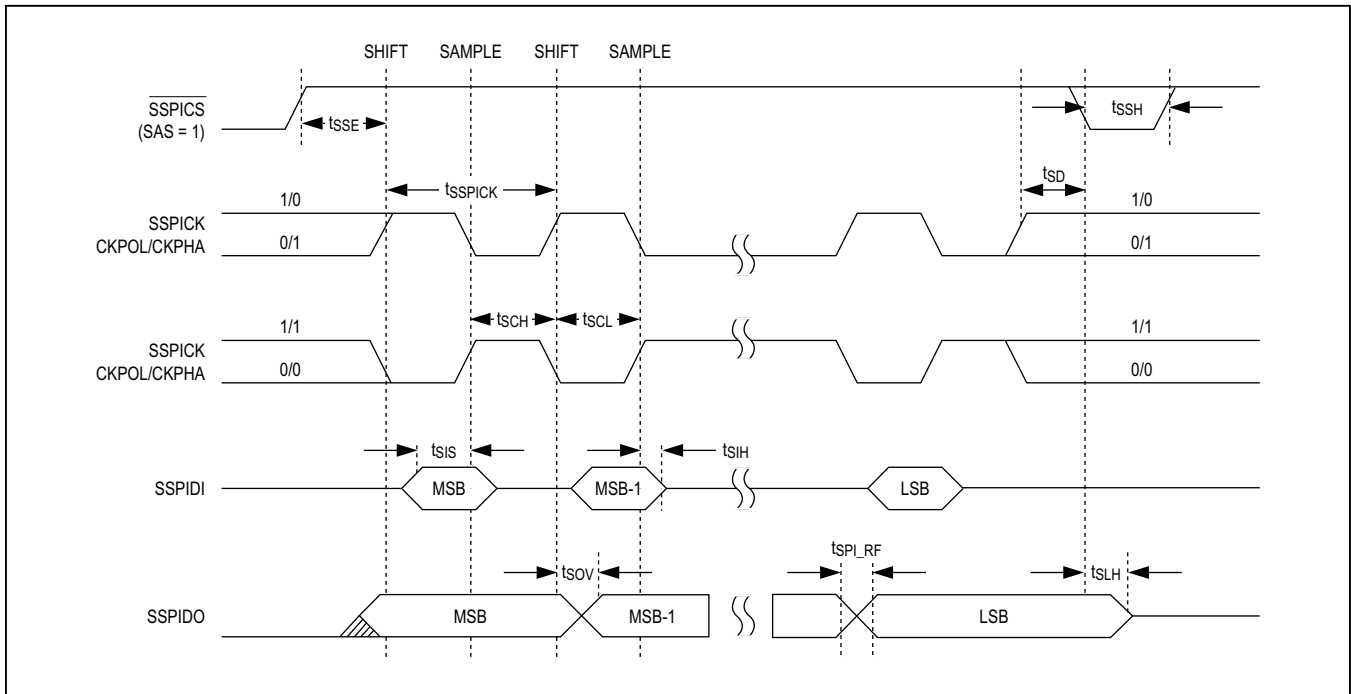 SHIFT SAMPLE SHIFT SAMPLE
SSPICS
(SAS = 1)
tSSE
tSSH
tSSPICK
tSD
1/0
1/0
SSPICK
CKPOL/CKPHA
0/1
0/1
tSCH
tSCL
1/1
1/1
SSPICK
CKPOL/CKPHA
0/0
0/0
tSIS
tSIH
SSPIDI
MSB
MSB-1
LSB
tSOV
tSPI_RF
tSLH
SSPIDO
MSB
MSB-1
LSB